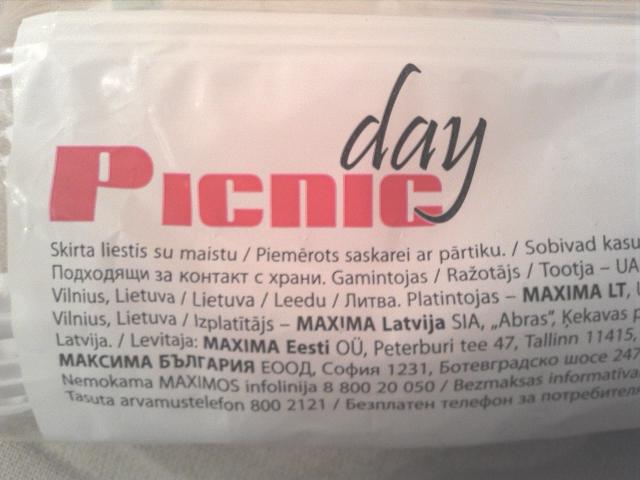 Picnic day
Skirta liestis su maistu / Piemērots saskarei ar pārtiku. / Sobivad
Подходящи за контакт с храни. Gamintojas / Ražotājs / Tootja – UA
Vilnius, Lietuva / Lietuva / Leedu / Литва. Platintojas – MAXIMA LT,
Vilnius, Lietuva / Izplatītājs – MAXIMA Latvija SIA, „Abras”, Ķekavas
Latvija. / Levitaja: MAXIMA Eesti OÜ, Peterburi tee 47, Tallinn 11415,
МАКСИМА БЪЛГАРИЯ ЕООД, София 1231, Ботевградско шосе 247
Nemokama MAXIMOS infolinija 8 800 20 050 / Bezmaksas informatīva
Tasuta arvamustelefon 800 2121 / Безплатен телефон за